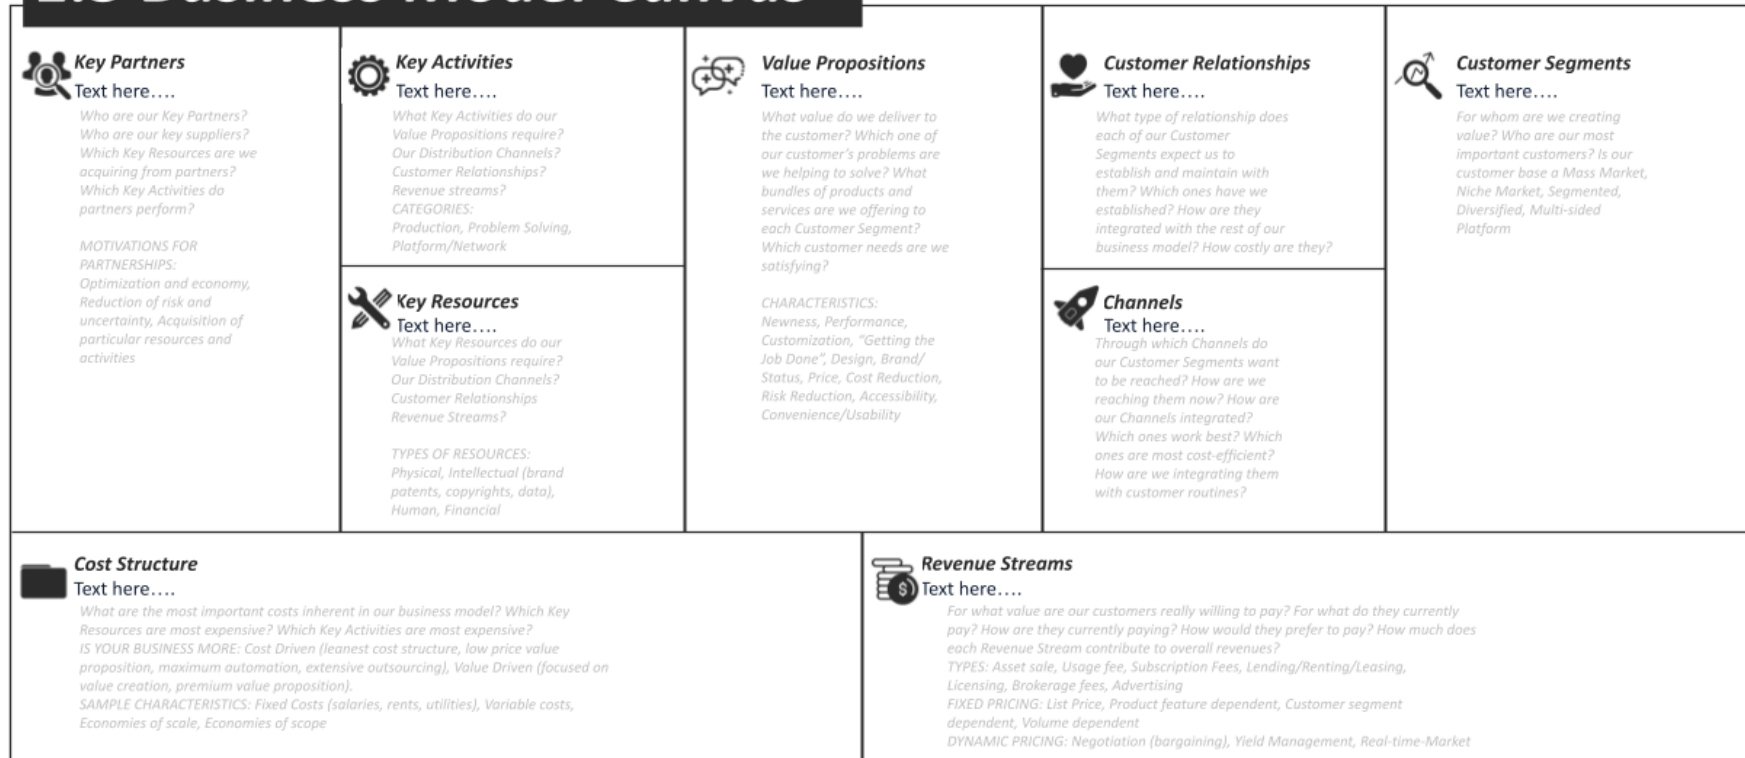 Business Model Canvas
Key Partners
Text here....
Who are our Key Partners?
Who are our key suppliers?
Which Key Resources are we
acquiring from partners?
Which Key Activities do
partners perform?
MOTIVATIONS FOR
PARTNERSHIPS:
Optimization and economy,
Reduction of risk and
uncertainty, Acquisition of
particular resources and
activities
Key Activities
Text here....
What Key Activities do our
Value Propositions require?
Our Distribution Channels?
Customer Relationships?
Revenue streams?
CATEGORIES:
Production, Problem Solving,
Platform/Network
Key Resources
Text here....
What Key Resources do our
Value Propositions require?
Our Distribution Channels?
Customer Relationships
Revenue Streams?
TYPES OF RESOURCES:
Physical, Intellectual (brand
patents, copyrights, data),
Human, Financial
Value Propositions
Text here....
What value do we deliver to
the customer? Which one of
our customer's problems are
we helping to solve? What
bundles of products and
services are we offering to
each Customer Segment?
Which customer needs are we
satisfying?
CHARACTERISTICS:
Newness, Performance,
Customization, “Getting the
Job Done”, Design, Brand/
Status, Price, Cost Reduction,
Risk Reduction, Accessibility,
Convenience/Usability
Customer Relationships
Text here....
What type of relationship does
each of our Customer
Segments expect us to
establish and maintain with
them? Which ones have we
established? How are they
integrated with the rest of our
business model? How costly are they?
Channels
Text here....
Through which Channels do
our Customer Segments want
to be reached? How are we
reaching them now? How are
our Channels integrated?
Which ones work best? Which
ones are most cost-efficient?
How are we integrating them
with customer routines?
Customer Segments
Text here....
For whom are we creating
value? Who are our most
important customers? Is our
customer base a Mass Market,
Niche Market, Segmented,
Diversified, Multi-sided
Platform
Cost Structure
Text here....
What are the most important costs inherent in our business model? Which Key
Resources are most expensive? Which Key Activities are most expensive?
IS YOUR BUSINESS MORE: Cost Driven (leanest cost structure, low price value
proposition, maximum automation, extensive outsourcing), Value Driven (focused on
value creation, premium value proposition).
SAMPLE CHARACTERISTICS: Fixed Costs (salaries, rents, utilities), Variable costs,
Economies of scale, Economies of scope
Revenue Streams
Text here....
For what value are our customers really willing to pay? For what do they currently
pay? How are they currently paying? How would they prefer to pay? How much does
each Revenue Stream contribute to overall revenues?
TYPES: Asset sale, Usage fee, Subscription Fees, Lending/Renting/Leasing,
Licensing, Brokerage fees, Advertising
FIXED PRICING: List Price, Product feature dependent, Customer segment
dependent, Volume dependent
DYNAMIC PRICING: Negotiation (bargaining), Yield Management, Real-time-Market